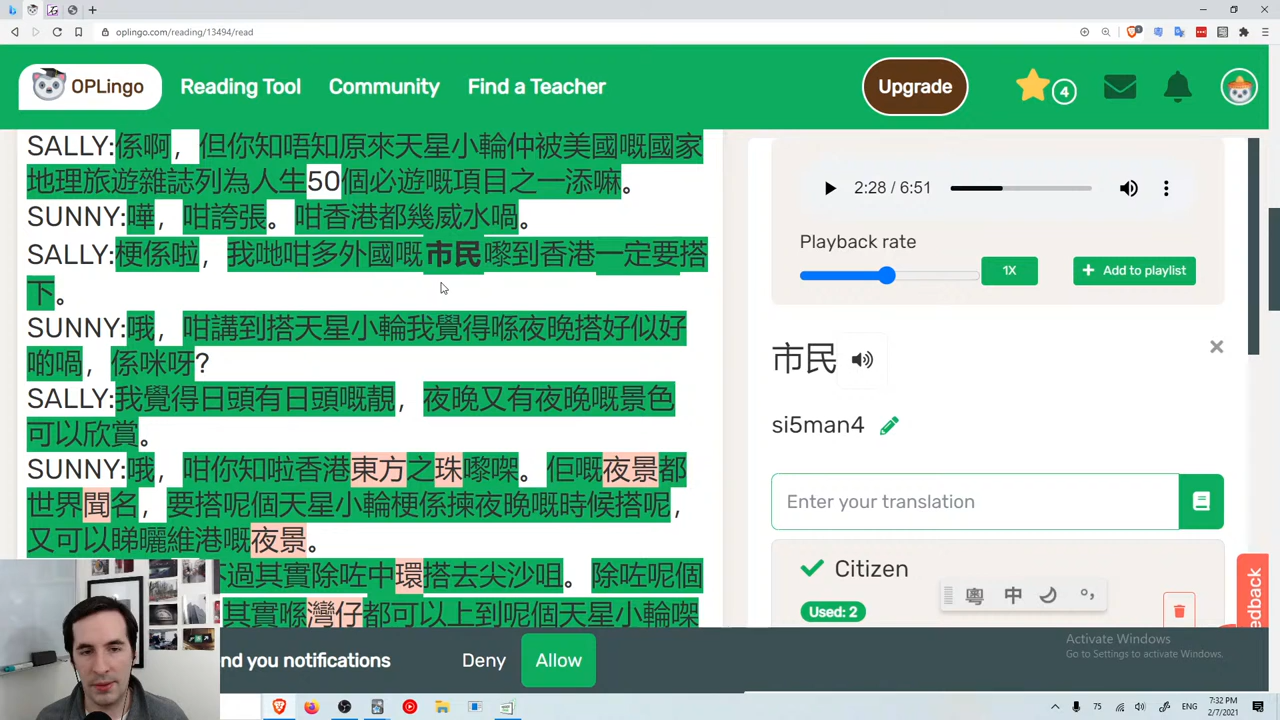 oplingo.com/reading/13494/read
OPLingo
Reading Tool
Community
Find a Teacher
Upgrade
4
SALLY:係啊，但你知唔知原來天星小輪仲被美國嘅國家
地理旅遊雜誌列為人生50個必遊嘅項目之一添嘛。
SUNNY:嘩，咁誇張。咁香港都幾威水喎。
SALLY:梗係啦，我哋咁多外國嘅市民嚟到香港一定要搭
下。
SUNNY:哦，咁講到搭天星小輪我覺得喺夜晚搭好似好
啲喎，係咪呀?
SALLY:我覺得日頭有日頭嘅靚，夜晚又有夜晚嘅景色
可以欣賞。
SUNNY:哦，咁你知啦香港東方之珠嚟㗎。佢嘅夜景都
世界聞名，要搭呢個天星小輪梗係揀夜晚嘅時候搭呢，
又可以睇曬維港嘅夜景。
不過其實除咗中環搭去尖沙咀。除咗呢個
其實喺灣仔都可以上到呢個天星小輪㗎
2:28 / 6:51
Playback rate
1X
+ Add to playlist
市民
si5man4
Enter your translation
Citizen
Used: 2
粵 中
Feedback
nd you notifications
Deny
Allow
Activate Windows
Go to Settings to activate Windows.
75
ENG
7:32 PM
2/7/2021